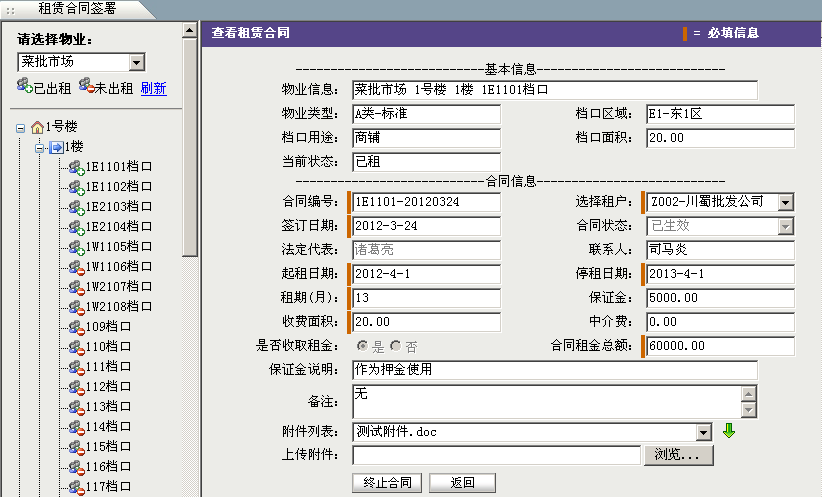 租赁合同签署
请选择物业:
菜批市场
已出租 未出租 刷新
1号楼
1楼
1E1101档口
1E1102档口
1E2103档口
1E2104档口
1W1105档口
1W1106档口
1W2107档口
1W2108档口
109档口
110档口
111档口
112档口
113档口
114档口
115档口
116档口
117档口
查看租赁合同 = 必填信息
---------------------------基本信息---------------------------
物业信息: 菜批市场 1号楼 1楼 1E1101档口
物业类型: A类-标准 档口区域: E1-东1区
档口用途: 商铺 档口面积: 20.00
当前状态: 已租
---------------------------合同信息---------------------------
合同编号: 1E1101-20120324 选择租户: Z002-川蜀批发公司
签订日期: 2012-3-24 合同状态: 已生效
法定代表: 诸葛亮 联系人: 司马炎
起租日期: 2012-4-1 停租日期: 2013-4-1
租期(月): 13 保证金: 5000.00
收费面积: 20.00 中介费: 0.00
是否收取租金: 是 否 合同租金总额: 60000.00
保证金说明: 作为押金使用
备注: 无
附件列表: 测试附件.doc
上传附件: 浏览...
终止合同 返回